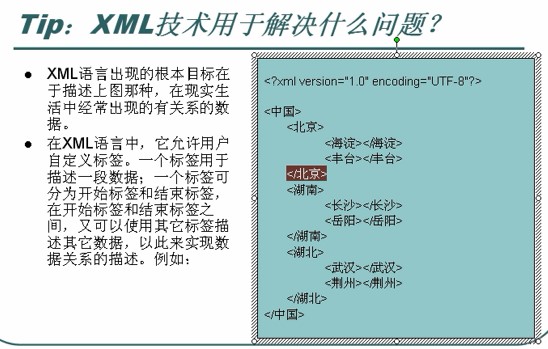 Tip：XML技术用于解决什么问题？
XML语言出现的根本目标在
于描述上图那种，在现实生
活中经常出现的有关系的数
据。
在XML语言中，它允许用户
自定义标签。一个标签用于
描述一段数据；一个标签可
分为开始标签和结束标签，
在开始标签和结束标签之
间，又可以使用其它标签描
述其它数据，以此来实现数
据关系的描述。例如：
<?xml version="1.0" encoding="UTF-8"?>
<中国>
<北京>
<海淀></海淀>
<丰台></丰台>
</北京>
<湖南>
<长沙></长沙>
<岳阳></岳阳>
</湖南>
<湖北>
<武汉></武汉>
<荆州></荆州>
</湖北>
</中国>